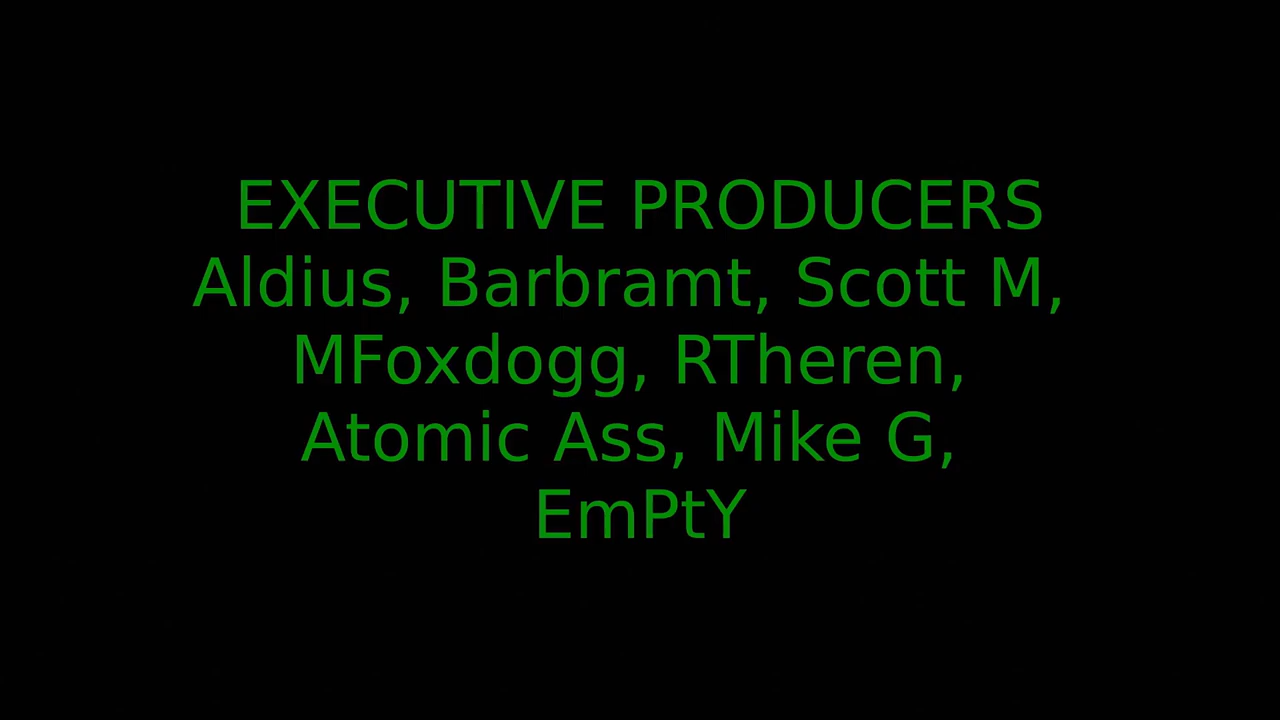 EXECUTIVE PRODUCERS
Aldius, Barbramt, Scott M,
MFoxdogg, RTheren,
Atomic Ass, Mike G,
EmPtY